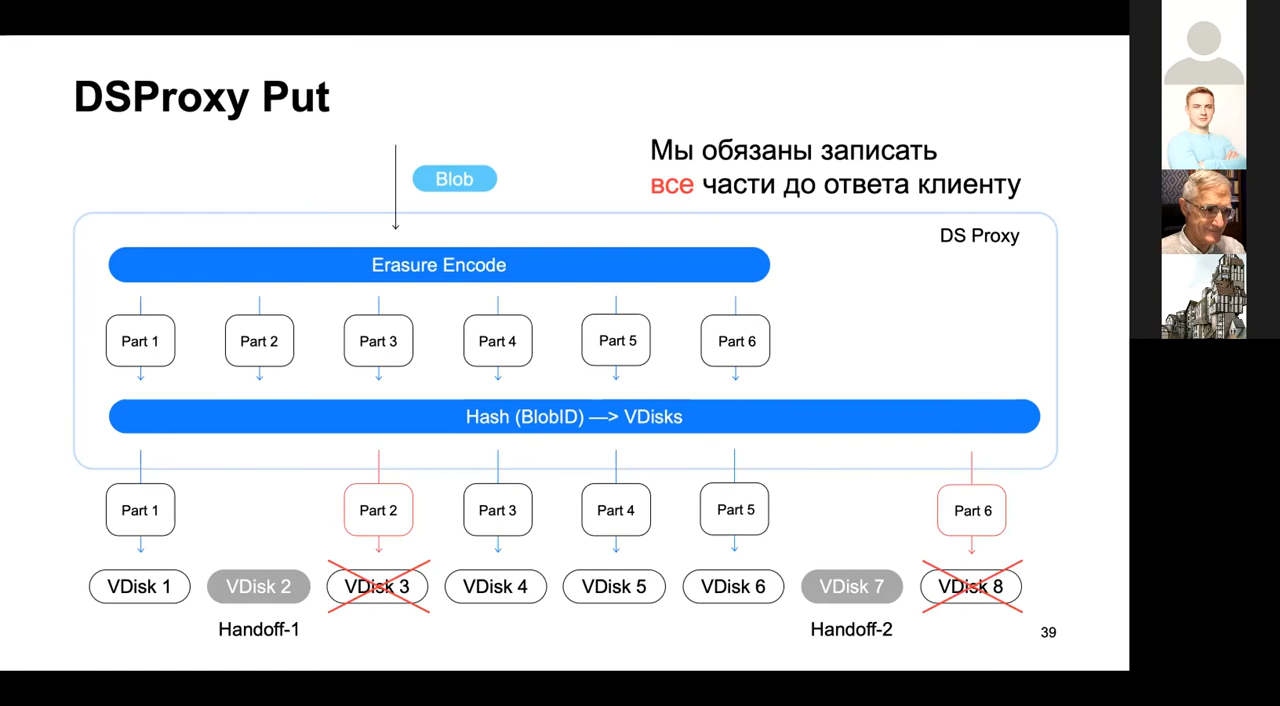 DSProxy Put
Мы обязаны записать
все части до ответа клиенту
Blob
DS Proxy
Erasure Encode
Part 1
Part 2
Part 3
Part 4
Part 5
Part 6
Hash (BlobID) —> VDisks
Part 1
Part 2
Part 3
Part 4
Part 5
Part 6
VDisk 1
VDisk 2
VDisk 3
VDisk 4
VDisk 5
VDisk 6
VDisk 7
VDisk 8
Handoff-1
Handoff-2
39